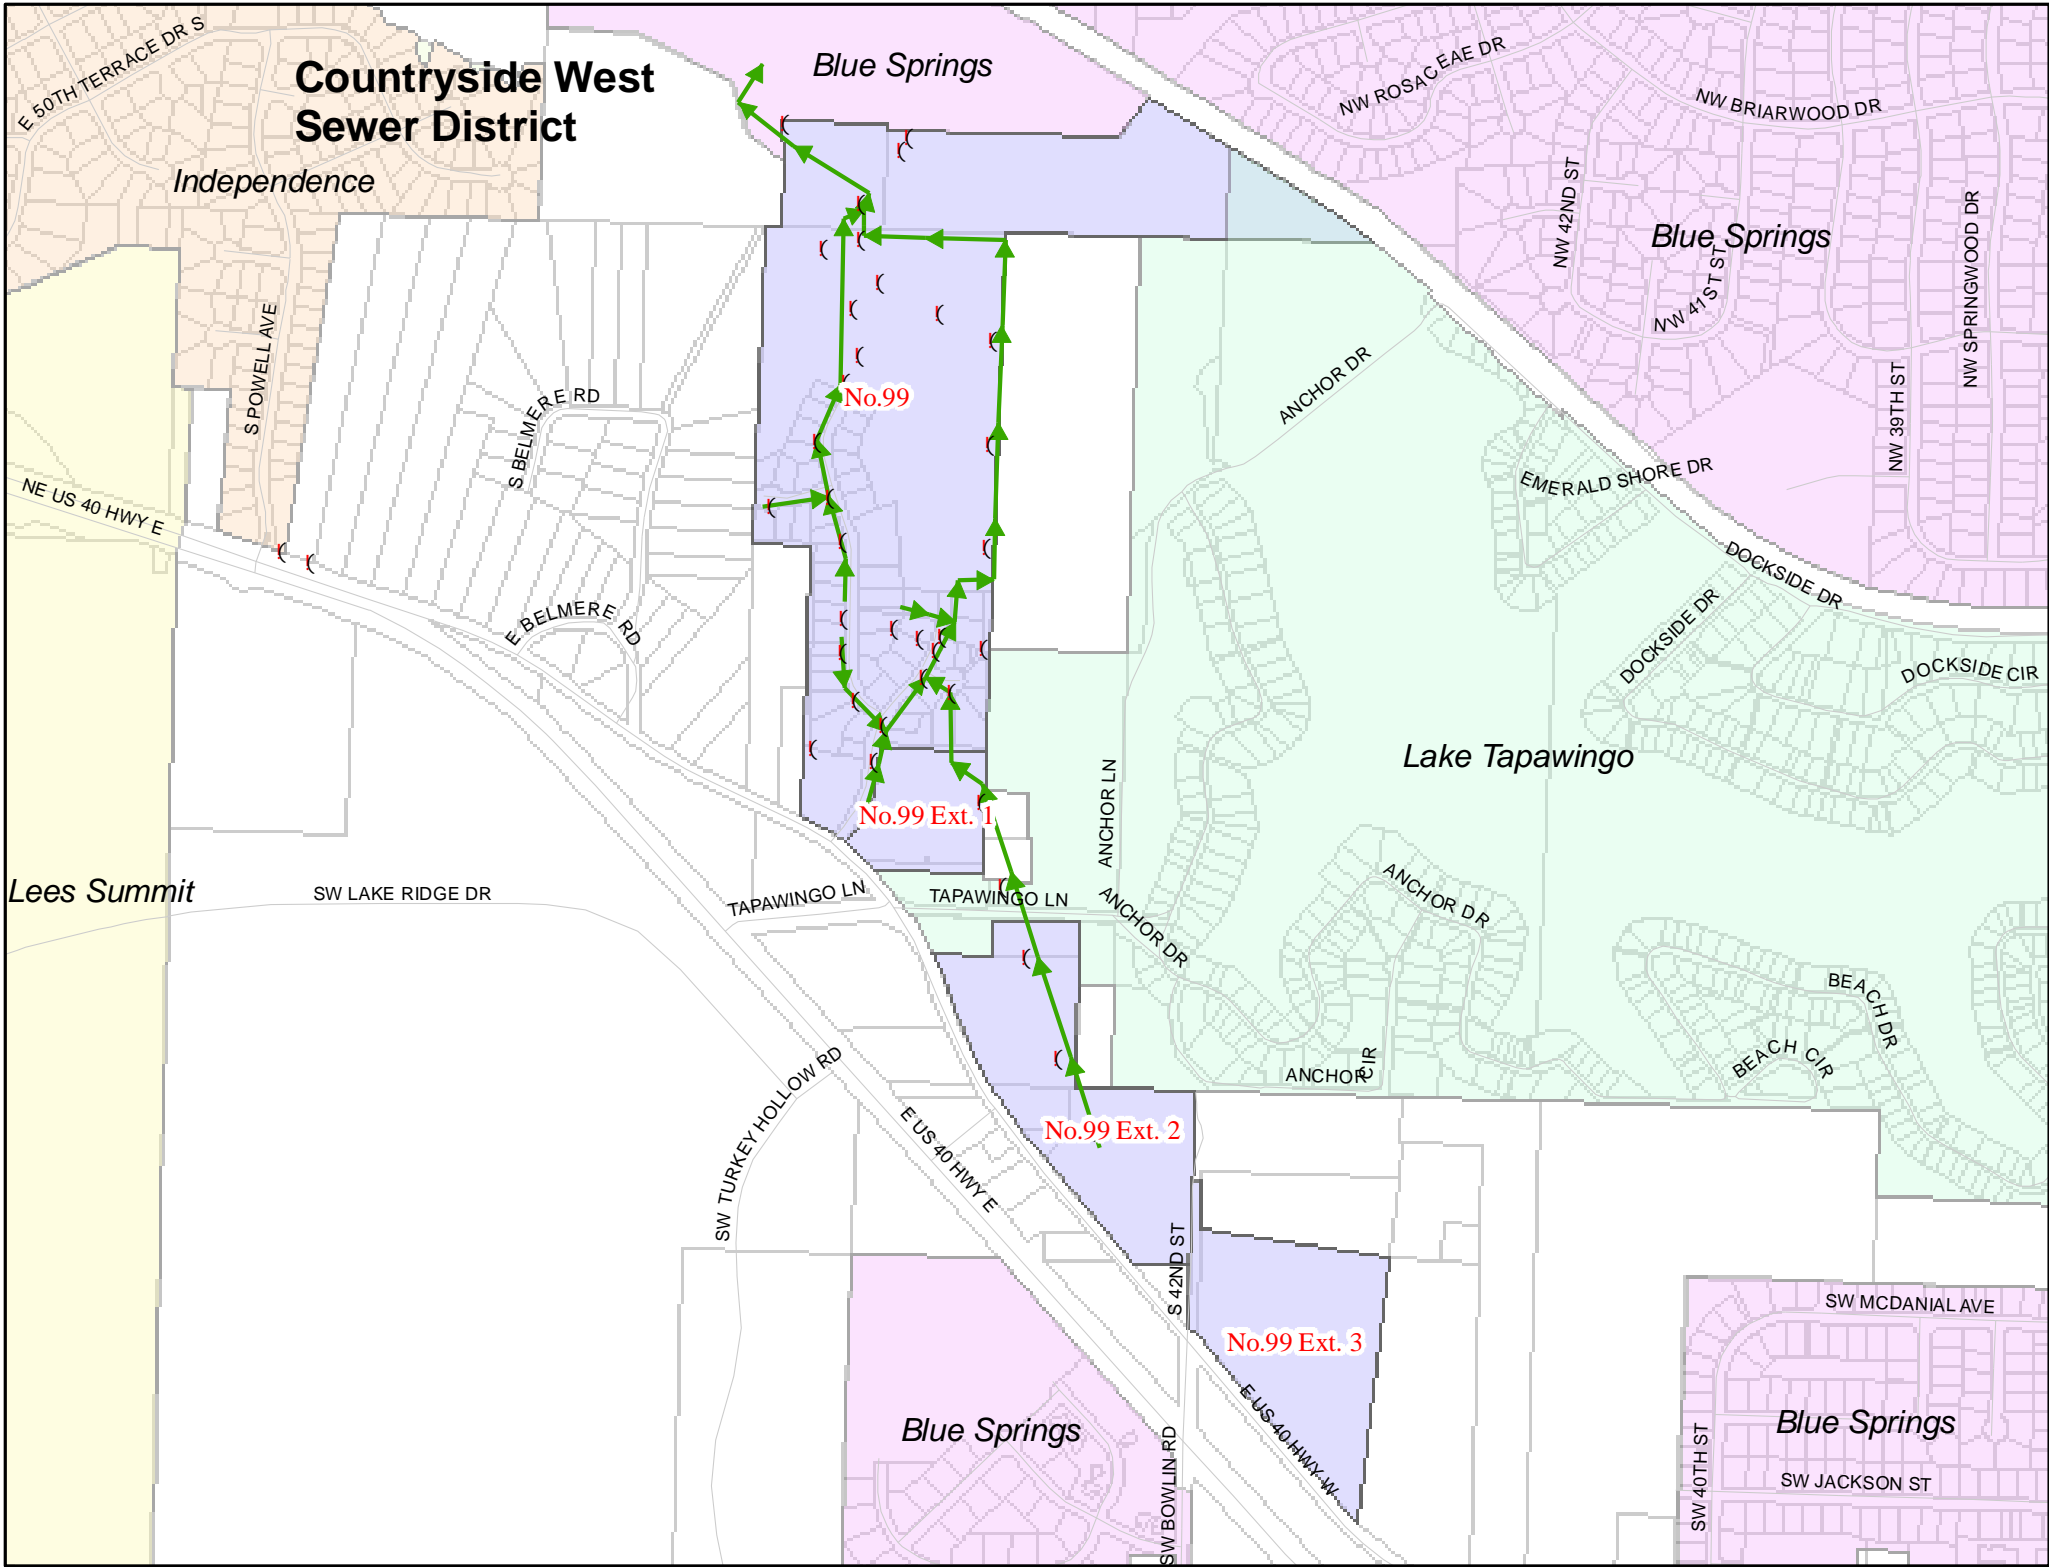 Countryside West
Sewer District
Blue Springs
Independence
E 50TH TERRACE DR S
NW ROSACEAE DR
NW BRIARWOOD DR
NW 42ND ST
Blue Springs
NW 41ST ST
NW SPRINGWOOD DR
NW 39TH ST
S POWELL AVE
S BELMERE RD
No.99
ANCHOR DR
EMERALD SHORE DR
NE US 40 HWY E
DOCKSIDE DR
DOCKSIDE DR
DOCKSIDE CIR
E BELMERE RD
Lake Tapawingo
ANCHOR LN
No.99 Ext. 1
Lees Summit
SW LAKE RIDGE DR
TAPAWINGO LN
TAPAWINGO LN
ANCHOR DR
ANCHOR DR
BEACH DR
BEACH CIR
ANCHOR CIR
SW TURKEY HOLLOW RD
E US 40 HWY E
No.99 Ext. 2
S 42ND ST
No.99 Ext. 3
SW MCDANIAL AVE
E US 40 HWY W
Blue Springs
Blue Springs
SW BOWLIN RD
SW 40TH ST
SW JACKSON ST